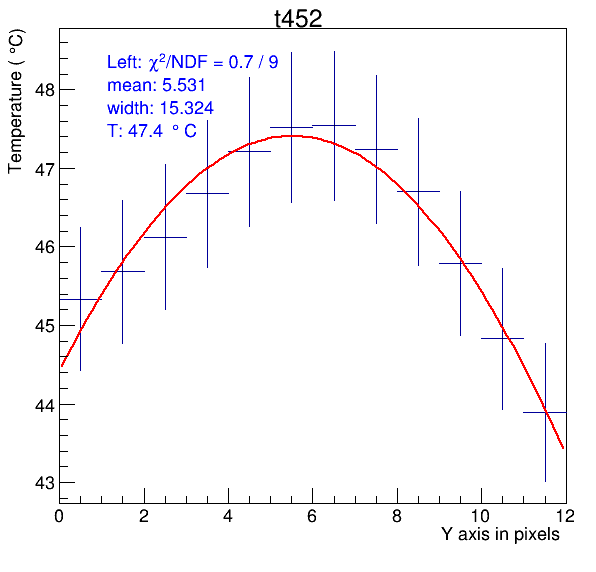 t452
Temperature ( °C)
Left: χ²/NDF = 0.7 / 9
mean: 5.531
width: 15.324
T: 47.4 °C
48
47
46
45
44
43
0 2 4 6 8 10 12
Y axis in pixels